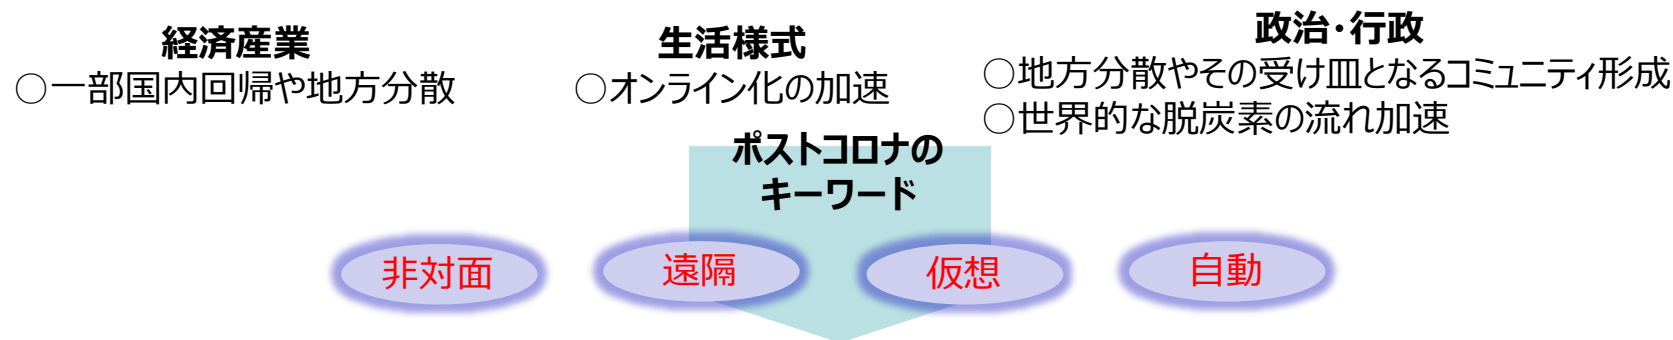 経済産業
○一部国内回帰や地方分散
生活様式
○オンライン化の加速
政治・行政
○地方分散やその受け皿となるコミュニティ形成
○世界的な脱炭素の流れ加速
ポストコロナの
キーワード
非対面
遠隔
仮想
自動